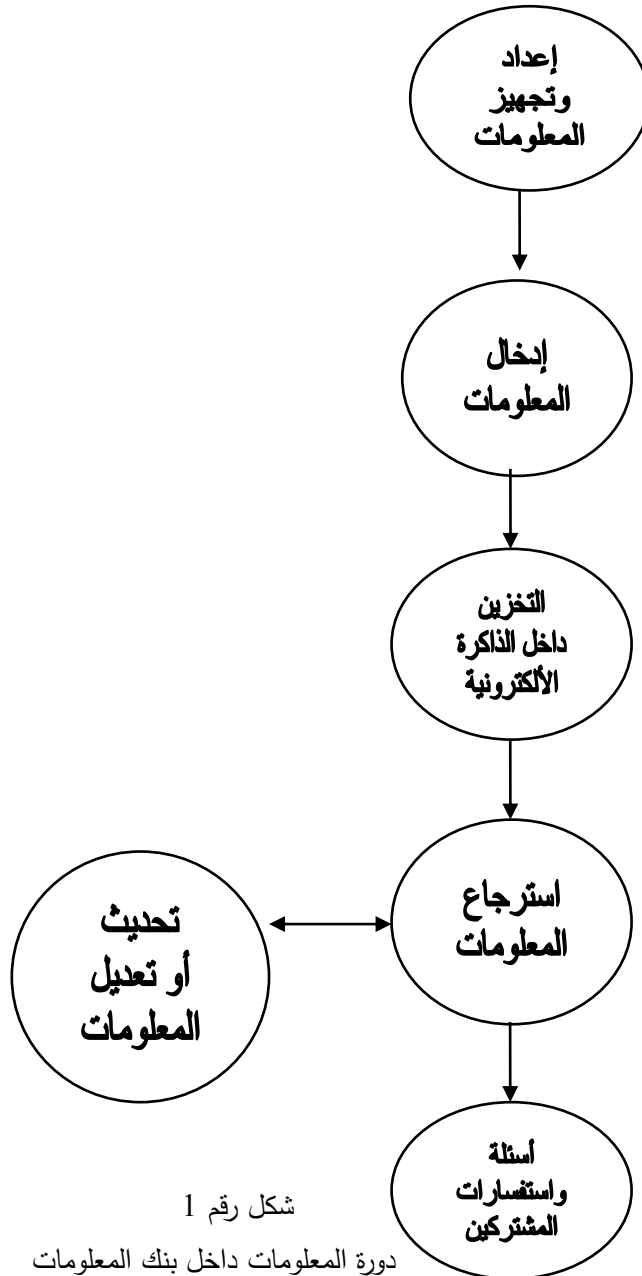 إعداد
وتجهيز
المعلومات
إدخال
المعلومات
التخزين
داخل الذاكرة
الألكترونية
استرجاع
المعلومات
تحديث
أو تعديل
المعلومات
أسئلة
واستفسارات
المشتركين
شكل رقم 1
دورة المعلومات داخل بنك المعلومات